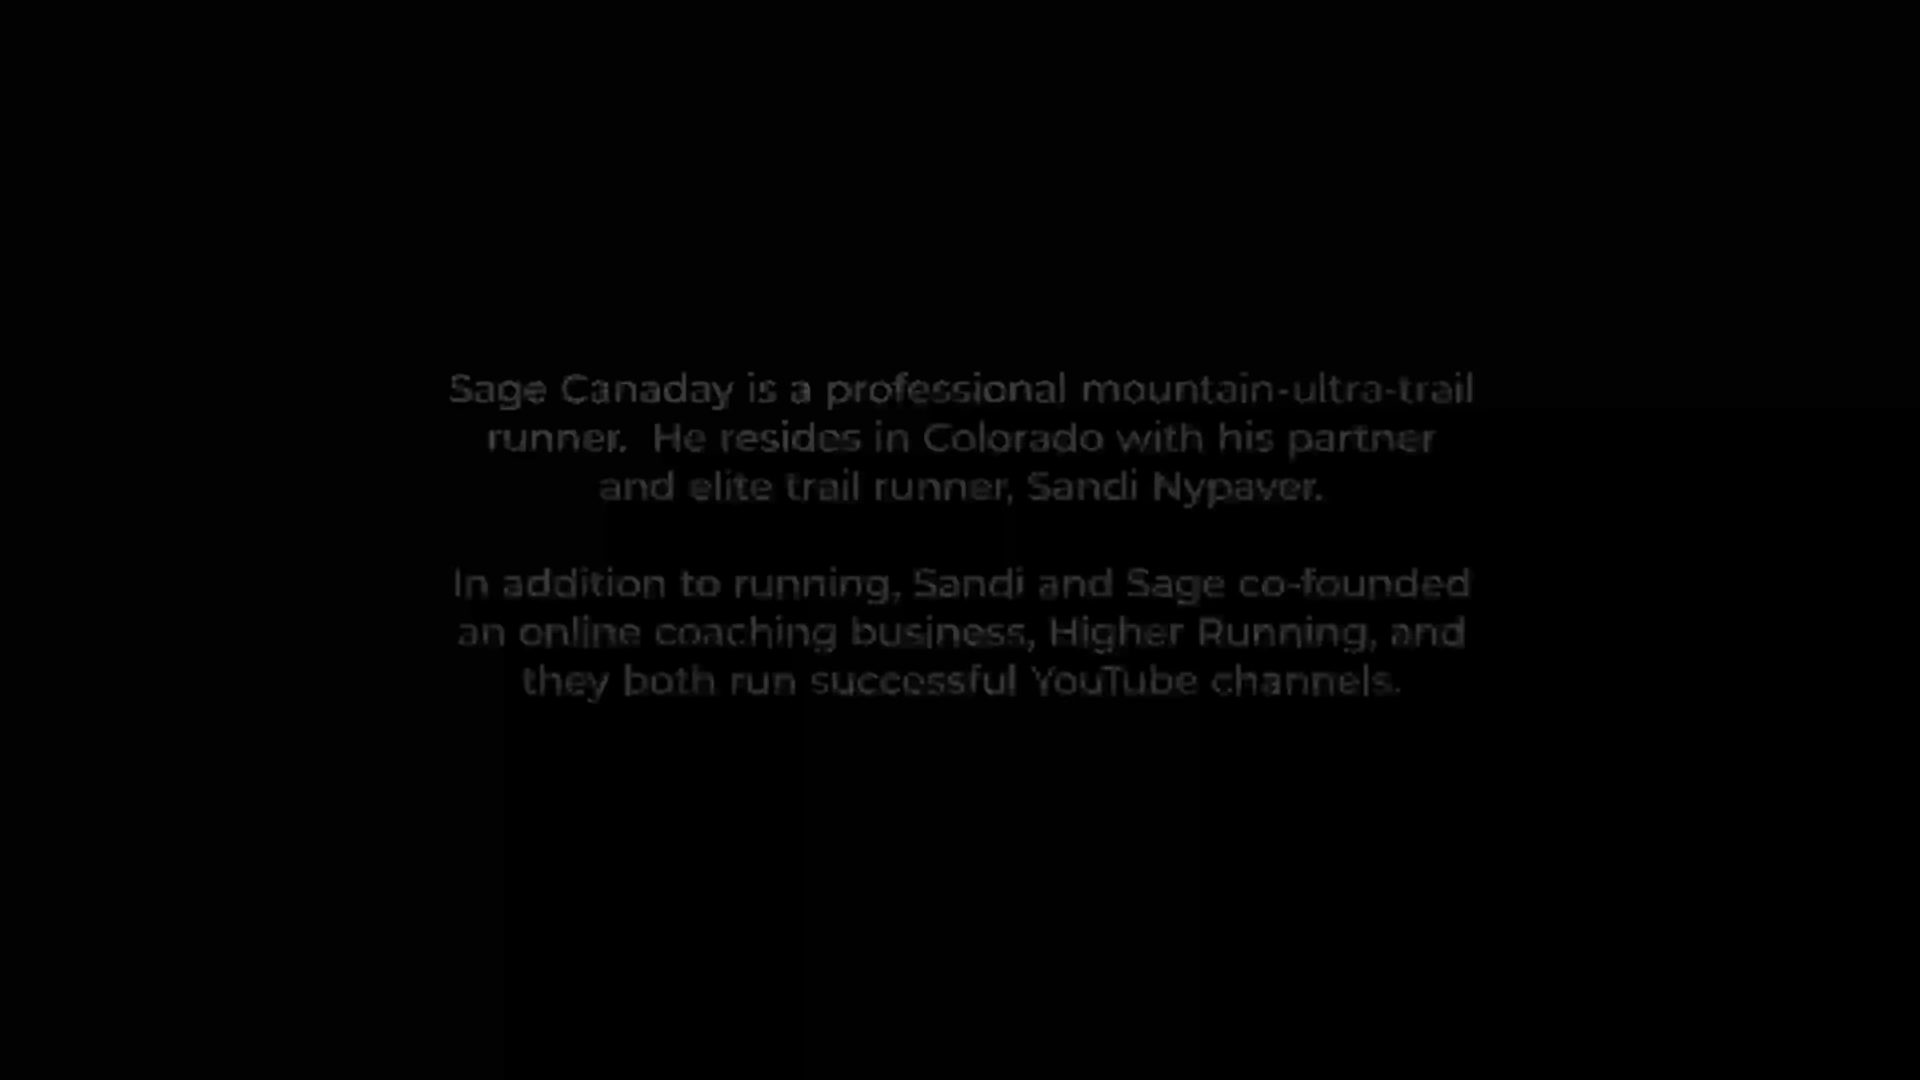 Sage Canaday is a professional mountain-ultra-trail
runner.  He resides in Colorado with his partner
and elite trail runner, Sandi Nypaver.
In addition to running, Sandi and Sage co-founded
an online coaching business, Higher Running, and
they both run successful YouTube channels.